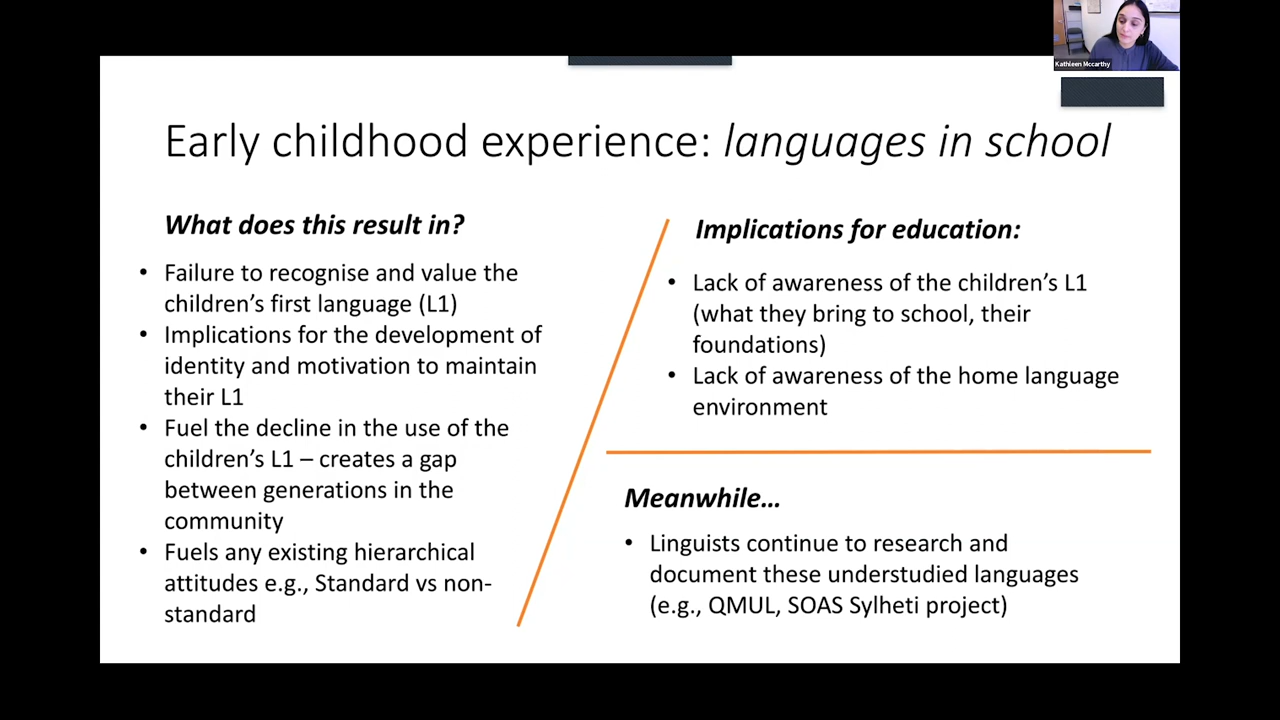 Kathleen Mccarthy
Early childhood experience: languages in school
What does this result in?
• Failure to recognise and value the
children’s first language (L1)
• Implications for the development of
identity and motivation to maintain
their L1
• Fuel the decline in the use of the
children’s L1 – creates a gap
between generations in the
community
• Fuels any existing hierarchical
attitudes e.g., Standard vs non-
standard
Implications for education:
• Lack of awareness of the children’s L1
(what they bring to school, their
foundations)
• Lack of awareness of the home language
environment
Meanwhile…
• Linguists continue to research and
document these understudied languages
(e.g., QMUL, SOAS Sylheti project)